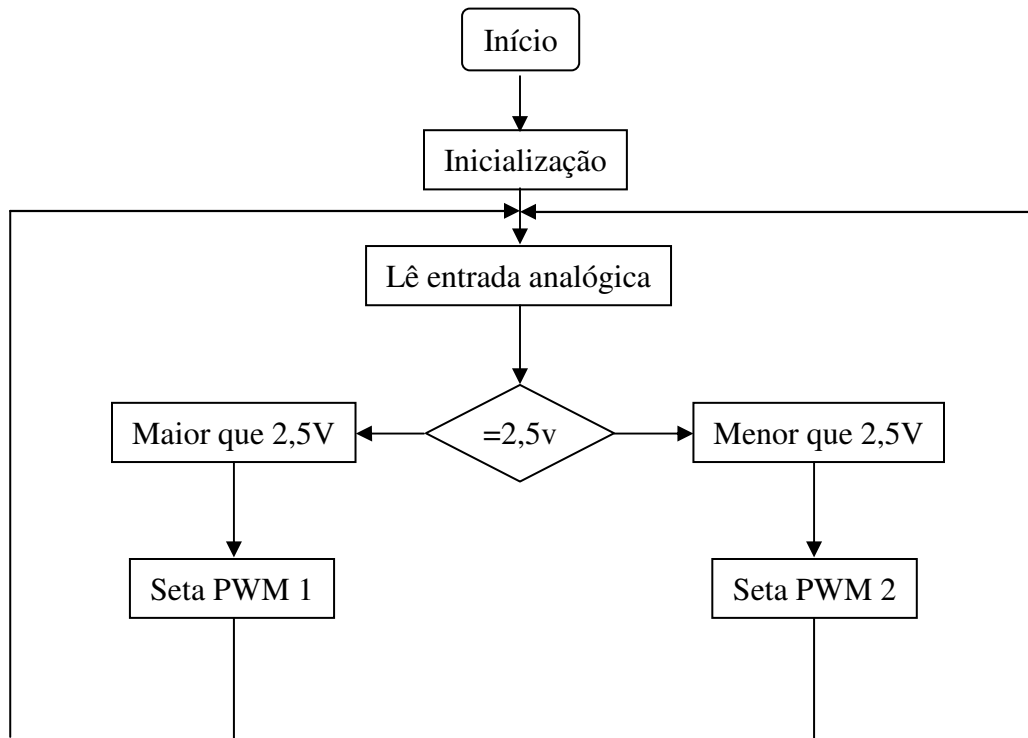 Início
Inicialização
Lê entrada analógica
Maior que 2,5V
=2,5v
Menor que 2,5V
Seta PWM 1
Seta PWM 2